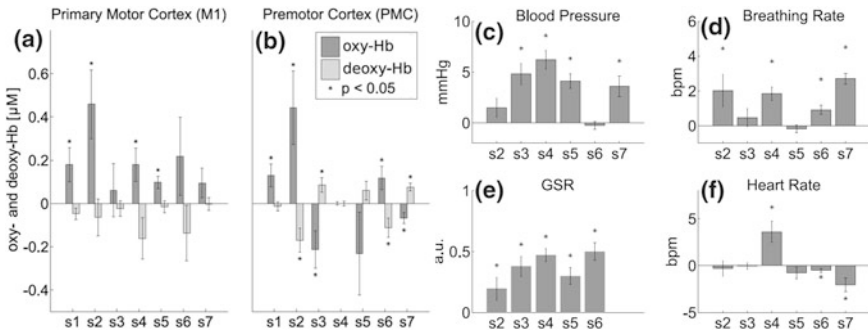 Primary Motor Cortex (M1)
Premotor Cortex (PMC)
Blood Pressure
Breathing Rate
(a)
(b)
(c)
(d)
oxy-Hb
deoxy-Hb
* p < 0.05
oxy- and deoxy-Hb [µM]
0.6
0.4
0.2
0
-0.2
-0.4
s1 s2 s3 s4 s5 s6 s7
s1 s2 s3 s4 s5 s6 s7
mmHg
10
5
0
s2 s3 s4 s5 s6 s7
bpm
6
4
2
0
s2 s3 s4 s5 s6 s7
(e)
GSR
a.u.
1
0.5
0
s2 s3 s4 s5 s6
(f)
Heart Rate
bpm
5
0
-5
s2 s3 s4 s5 s6 s7